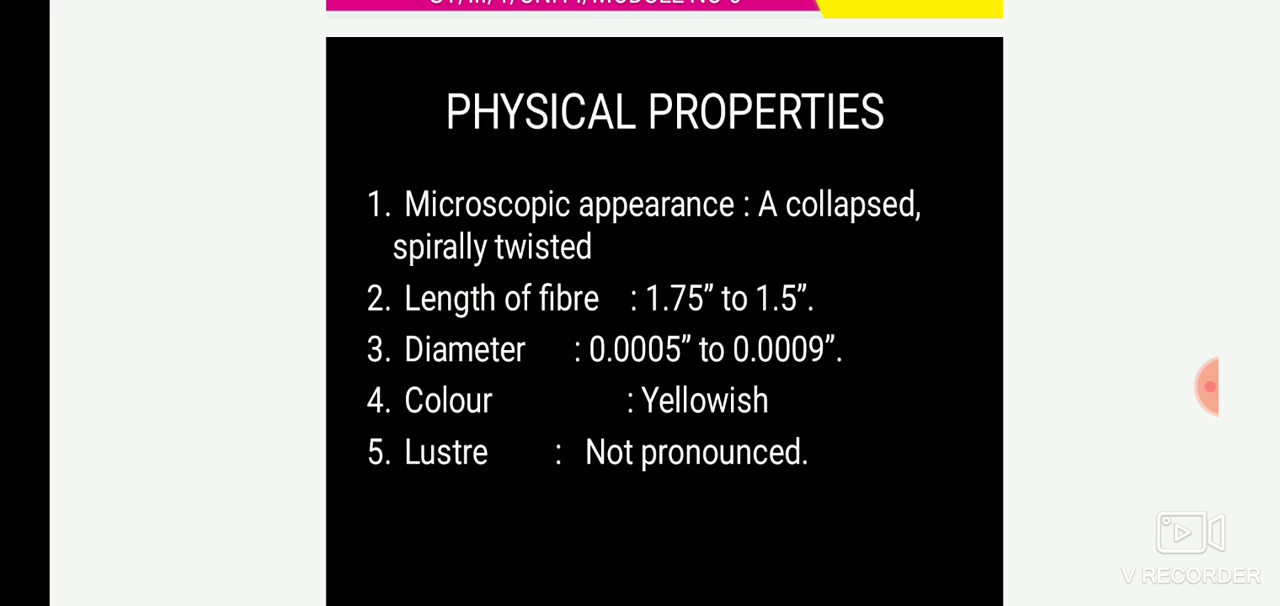 PHYSICAL PROPERTIES
1. Microscopic appearance : A collapsed,
spirally twisted
2. Length of fibre : 1.75” to 1.5”.
3. Diameter : 0.0005” to 0.0009”.
4. Colour : Yellowish
5. Lustre : Not pronounced.
V RECORDER